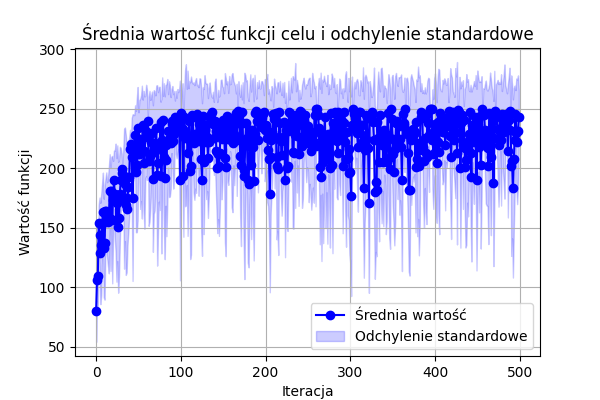 Średnia wartość funkcji celu i odchylenie standardowe
300
250
200
150
100
50
Wartość funkcji
0
100
200
300
400
500
Iteracja
Średnia wartość
Odchylenie standardowe